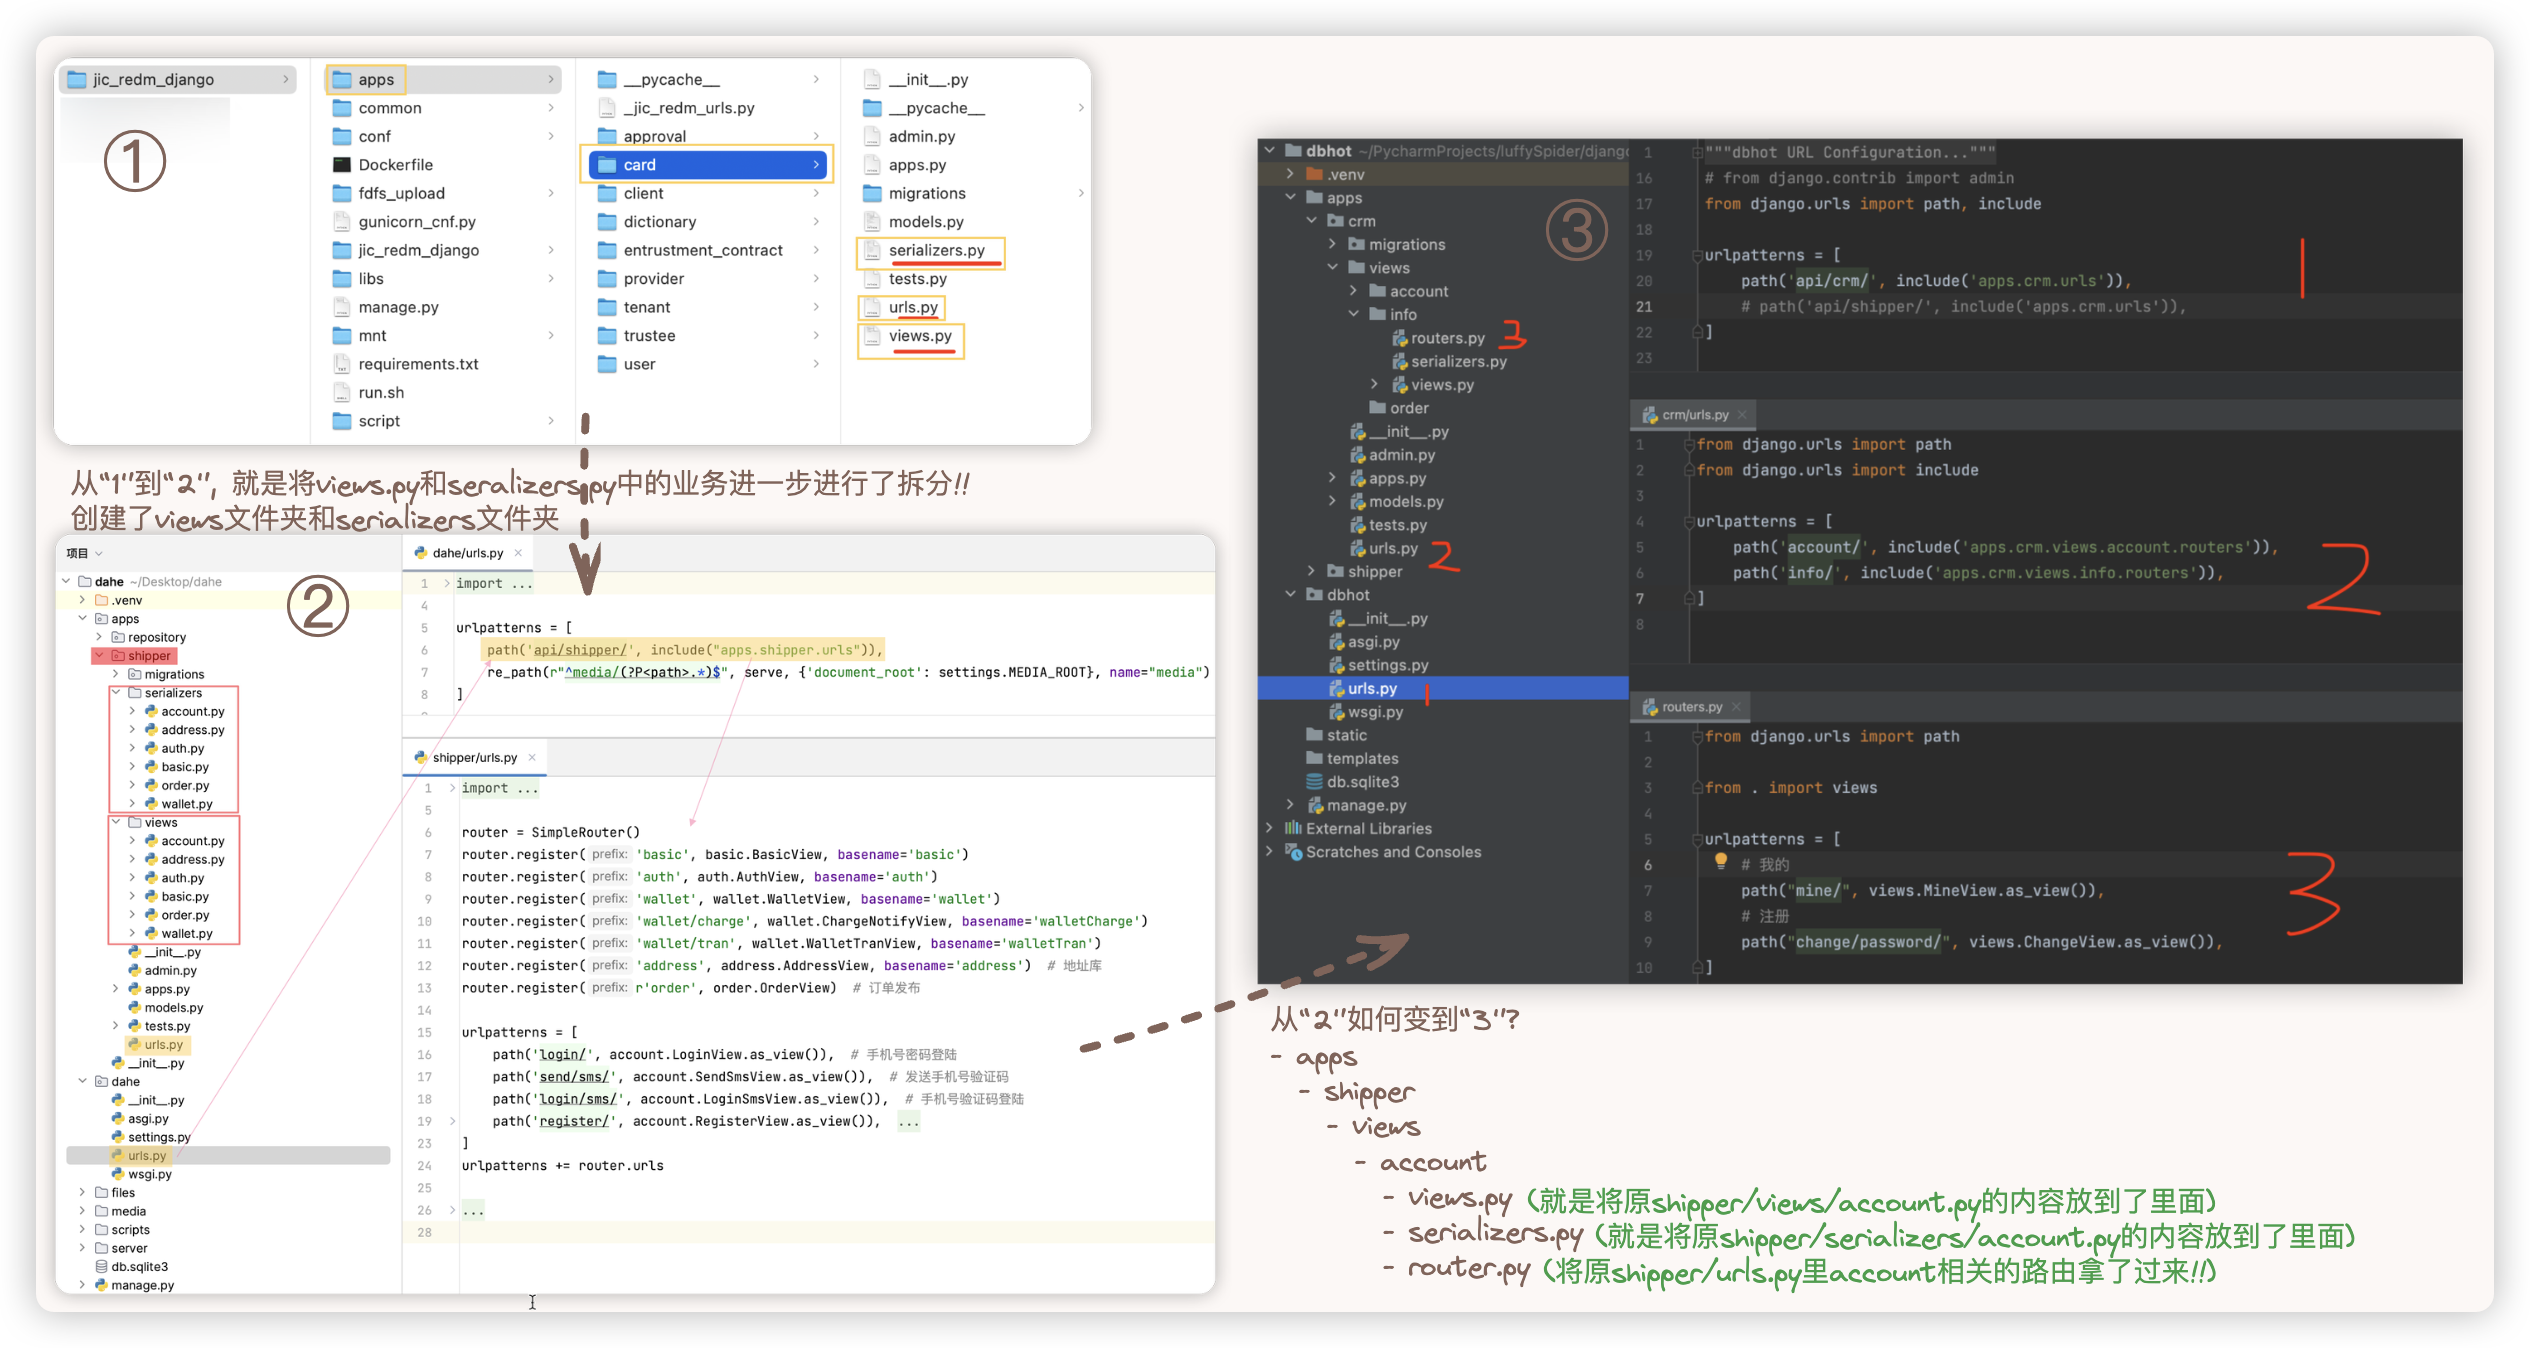 jic_redm_django
①
apps
common
conf
Dockerfile
fdfs_upload
gunicorn_cnf.py
jic_redm_django
libs
manage.py
mnt
requirements.txt
run.sh
script
__pycache__
_jic_redm_urls.py
approval
card
client
dictionary
entrustment_contract
provider
tenant
trustee
user
__init__.py
__pycache__
admin.py
apps.py
migrations
models.py
serializers.py
tests.py
urls.py
views.py
从“1”到“2”，就是将views.py和seralizers.py中的业务进一步进行了拆分!!
创建了views文件夹和serializers文件夹
项目
②
dahe ~/Desktop/dahe
.venv
apps
repository
shipper
migrations
serializers
account.py
address.py
auth.py
basic.py
order.py
wallet.py
views
account.py
address.py
auth.py
basic.py
order.py
wallet.py
__init__.py
admin.py
apps.py
models.py
tests.py
urls.py
__init__.py
dahe
__init__.py
asgi.py
settings.py
urls.py
wsgi.py
files
media
scripts
server
db.sqlite3
manage.py
dahe/urls.py
1 import ...
4
5 urlpatterns = [
6 path('api/shipper/', include("apps.shipper.urls")),
7 re_path(r"^media/(?P<path>.*)$", serve, {'document_root': settings.MEDIA_ROOT}, name="media")
8 ]
shipper/urls.py
1 import ...
5
6 router = SimpleRouter()
7 router.register( prefix: 'basic', basic.BasicView, basename='basic')
8 router.register( prefix: 'auth', auth.AuthView, basename='auth')
9 router.register( prefix: 'wallet', wallet.WalletView, basename='wallet')
10 router.register( prefix: 'wallet/charge', wallet.ChargeNotifyView, basename='walletCharge')
11 router.register( prefix: 'wallet/tran', wallet.WalletTranView, basename='walletTran')
12 router.register( prefix: 'address', address.AddressView, basename='address') # 地址库
13 router.register( prefix: r'order', order.OrderView) # 订单发布
14
15 urlpatterns = [
16 path('login/', account.LoginView.as_view()), # 手机号密码登陆
17 path('send/sms/', account.SendSmsView.as_view()), # 发送手机号验证码
18 path('login/sms/', account.LoginSmsView.as_view()), # 手机号验证码登陆
19 path('register/', account.RegisterView.as_view()), ...
23 ]
24 urlpatterns += router.urls
25
26 ...
28
dbhot ~/PycharmProjects/luffySpider/djang
.venv
apps
③
crm
migrations
views
account
info
routers.py 3
serializers.py
views.py
order
__init__.py
admin.py
apps.py
models.py
tests.py
urls.py 2
shipper
dbhot
__init__.py
asgi.py
settings.py
urls.py 1
wsgi.py
static
templates
db.sqlite3
manage.py
External Libraries
Scratches and Consoles
1 """dbhot URL Configuration..."""
16 # from django.contrib import admin
17 from django.urls import path, include
18
19 urlpatterns = [
20 path('api/crm/', include('apps.crm.urls')),
21 # path('api/shipper/', include('apps.crm.urls')),
22 ]
23
1
crm/urls.py
1 from django.urls import path
2 from django.urls import include
3
4 urlpatterns = [
5 path('account/', include('apps.crm.views.account.routers')),
6 path('info/', include('apps.crm.views.info.routers')),
7 ]
8
2
routers.py
1 from django.urls import path
2
3 from . import views
4
5 urlpatterns = [
6 # 我的
7 path("mine/", views.MineView.as_view()),
8 # 注册
9 path("change/password/", views.ChangeView.as_view()),
10 ]
3
从“2”如何变到“3”?
- apps
- shipper
- views
- account
- views.py (就是将原shipper/views/account.py的内容放到了里面)
- serializers.py (就是将原shipper/serializers/account.py的内容放到了里面)
- router.py (将原shipper/urls.py里account相关的路由拿了过来!!)